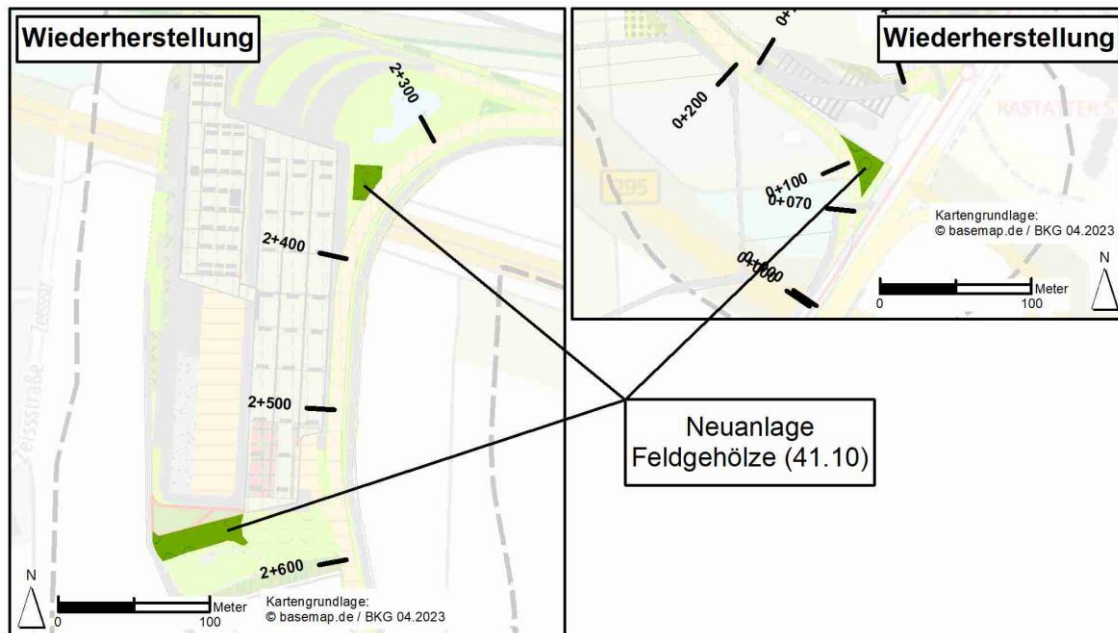 Wiederherstellung
2+300
2+400
2+500
2+600
Zeissstraße
Zeissstr.
N
0
100
Meter
Kartengrundlage:
© basemap.de / BKG 04.2023
Wiederherstellung
0+200
RASTATTER S
295
0+100
0+070
Kartengrundlage:
© basemap.de / BKG 04.2023
0
100
Meter
N
Neuanlage
Feldgehölze (41.10)